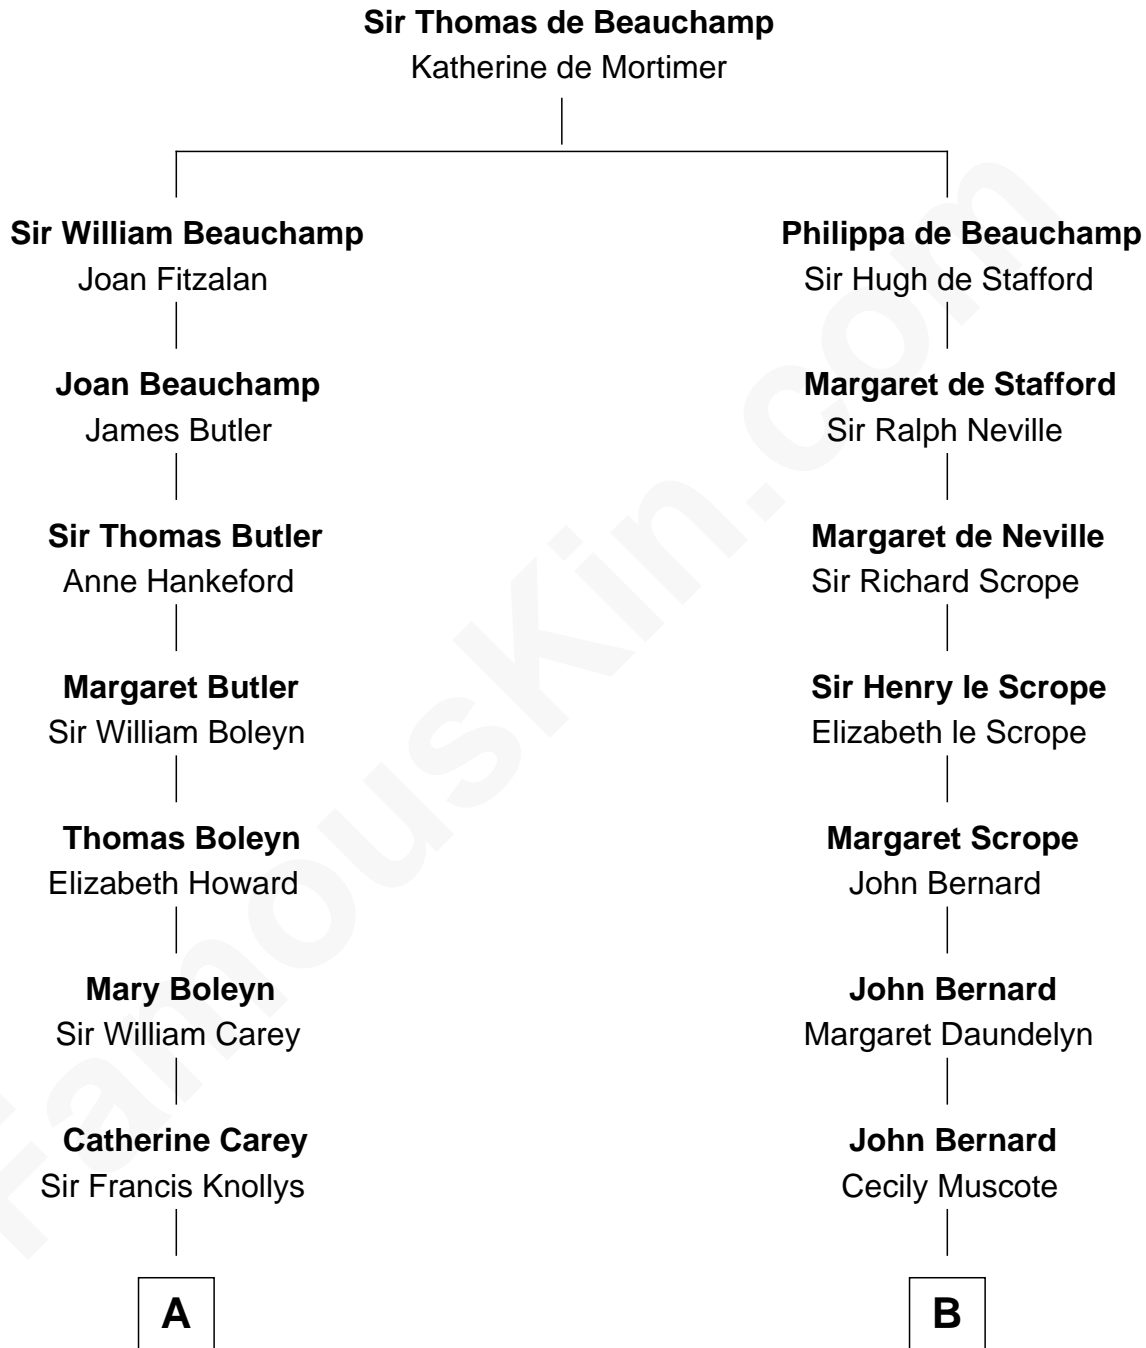 Sir Thomas de Beauchamp
Katherine de Mortimer
Sir William Beauchamp
Joan Fitzalan
Philippa de Beauchamp
Sir Hugh de Stafford
Joan Beauchamp
James Butler
Margaret de Stafford
Sir Ralph Neville
Sir Thomas Butler
Anne Hankeford
Margaret de Neville
Sir Richard Scrope
Margaret Butler
Sir William Boleyn
Sir Henry le Scrope
Elizabeth le Scrope
Thomas Boleyn
Elizabeth Howard
Margaret Scrope
John Bernard
Mary Boleyn
Sir William Carey
John Bernard
Margaret Daundelyn
Catherine Carey
Sir Francis Knollys
John Bernard
Cecily Muscote
A
B
FamousKin.com